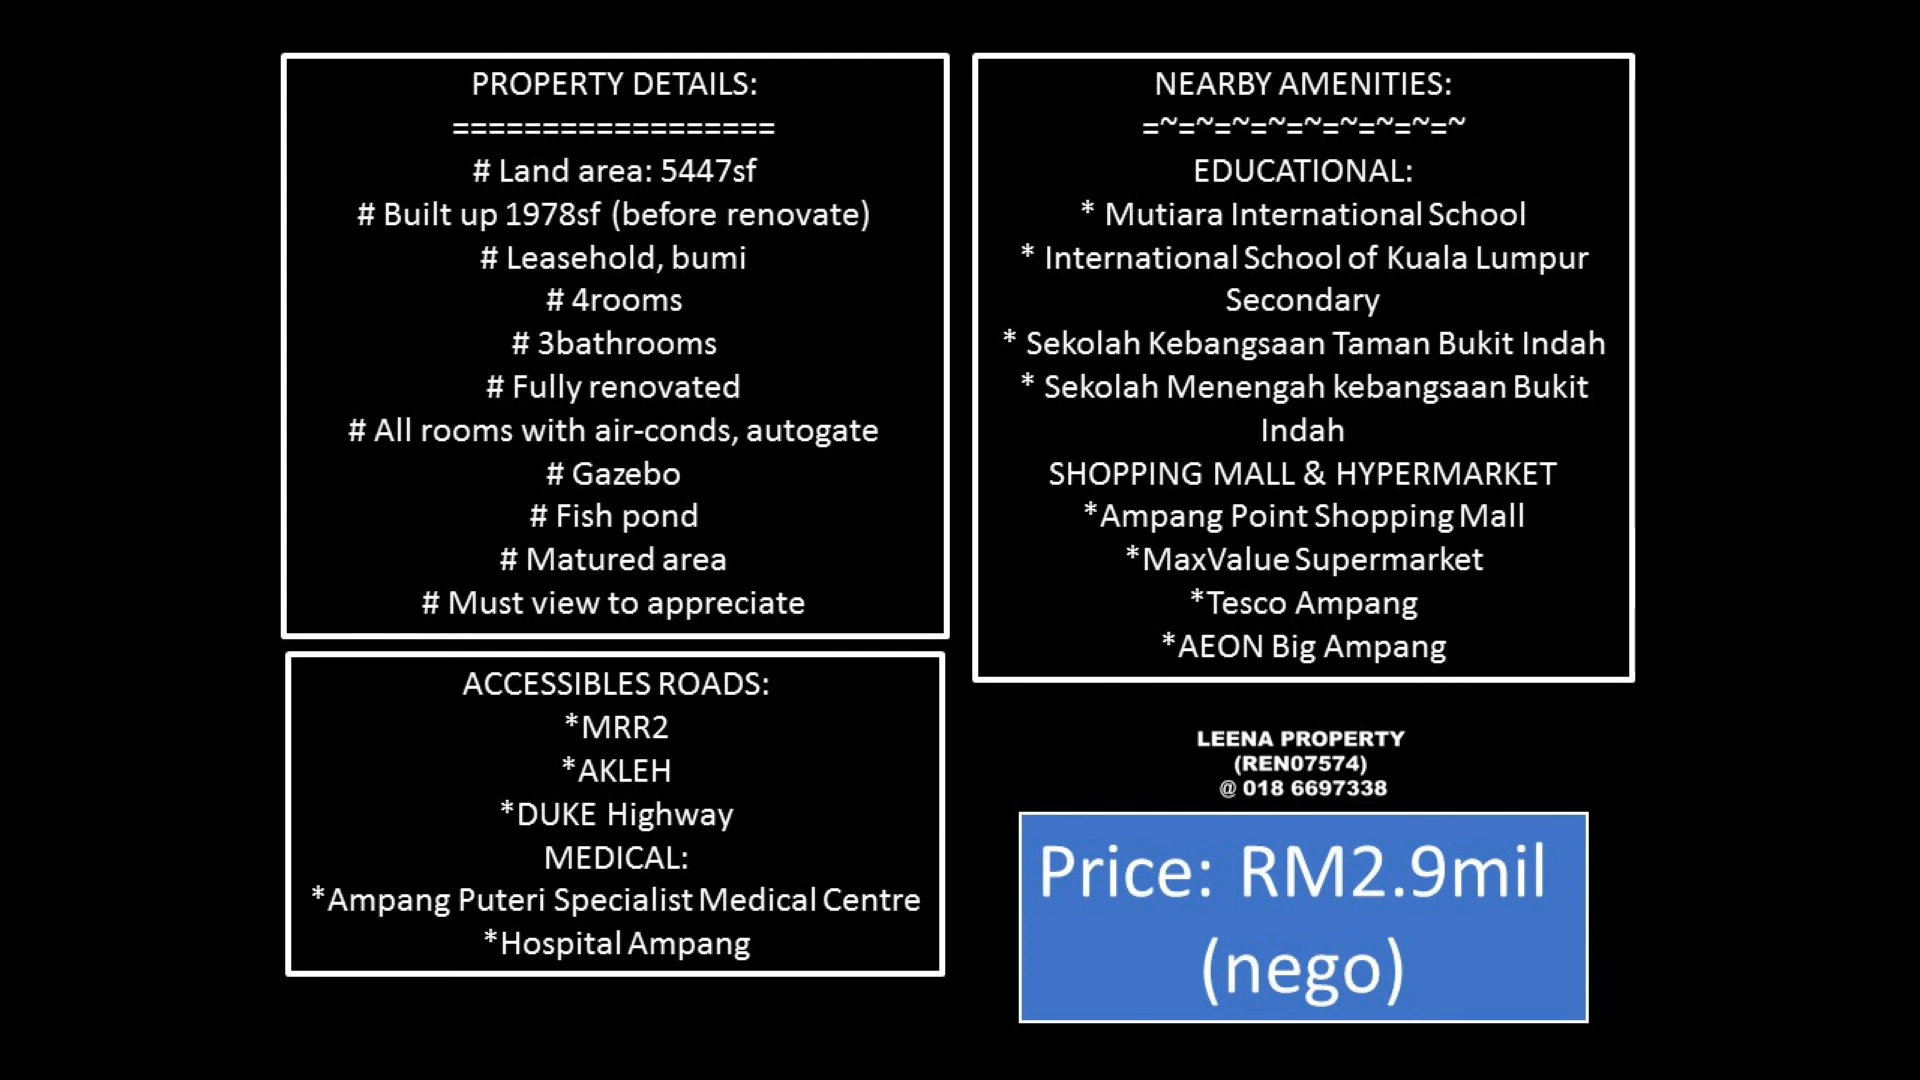 PROPERTY DETAILS:
==================
# Land area: 5447sf
# Built up 1978sf (before renovate)
# Leasehold, bumi
# 4rooms
# 3bathrooms
# Fully renovated
# All rooms with air-conds, autogate
# Gazebo
# Fish pond
# Matured area
# Must view to appreciate
ACCESSIBLES ROADS:
*MRR2
*AKLEH
*DUKE Highway
MEDICAL:
*Ampang Puteri Specialist Medical Centre
*Hospital Ampang
NEARBY AMENITIES:
=~=~=~=~=~=~=~=~=~
EDUCATIONAL:
* Mutiara International School
* International School of Kuala Lumpur
Secondary
* Sekolah Kebangsaan Taman Bukit Indah
* Sekolah Menengah kebangsaan Bukit
Indah
SHOPPING MALL & HYPERMARKET
*Ampang Point Shopping Mall
*MaxValue Supermarket
*Tesco Ampang
*AEON Big Ampang
LEENA PROPERTY
(REN07574)
@ 018 6697338
Price: RM2.9mil
(nego)